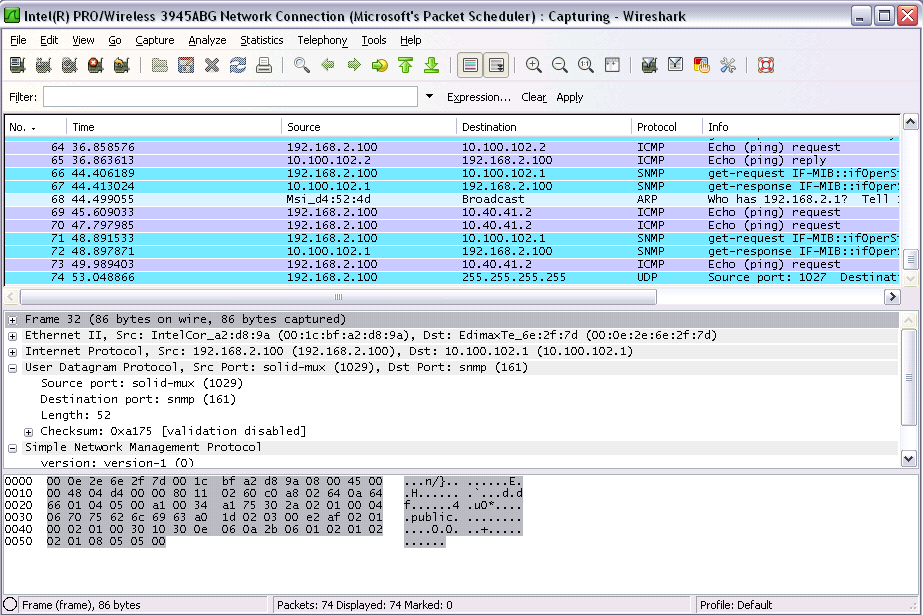 Intel(R) PRO/Wireless 3945ABG Network Connection (Microsoft's Packet Scheduler) : Capturing - Wireshark
File Edit View Go Capture Analyze Statistics Telephony Tools Help
Filter: Expression... Clear Apply
No. Time Source Destination Protocol Info
64 36.858576 192.168.2.100 10.100.102.2 ICMP Echo (ping) request
65 36.863613 10.100.102.2 192.168.2.100 ICMP Echo (ping) reply
66 44.406189 192.168.2.100 10.100.102.1 SNMP get-request IF-MIB::ifOperS
67 44.413024 10.100.102.1 192.168.2.100 SNMP get-response IF-MIB::ifOper
68 44.499055 Msi_d4:52:4d Broadcast ARP Who has 192.168.2.1? Tell 1
69 45.609033 192.168.2.100 10.40.41.2 ICMP Echo (ping) request
70 47.797985 192.168.2.100 10.40.41.2 ICMP Echo (ping) request
71 48.891533 192.168.2.100 10.100.102.1 SNMP get-request IF-MIB::ifOperS
72 48.897871 10.100.102.1 192.168.2.100 SNMP get-response IF-MIB::ifOper
73 49.989403 192.168.2.100 10.40.41.2 ICMP Echo (ping) request
74 53.048866 192.168.2.100 255.255.255.255 UDP Source port: 1027 Destinat
Frame 32 (86 bytes on wire, 86 bytes captured)
Ethernet II, Src: IntelCor_a2:d8:9a (00:1c:bf:a2:d8:9a), Dst: EdimaxTe_6e:2f:7d (00:0e:2e:6e:2f:7d)
Internet Protocol, Src: 192.168.2.100 (192.168.2.100), Dst: 10.100.102.1 (10.100.102.1)
User Datagram Protocol, Src Port: solid-mux (1029), Dst Port: snmp (161)
Source port: solid-mux (1029)
Destination port: snmp (161)
Length: 52
Checksum: 0xa175 [validation disabled]
Simple Network Management Protocol
version: version-1 (0)
0000 00 0e 2e 6e 2f 7d 00 1c bf a2 d8 9a 08 00 45 00 ...n/}.. ......E.
0010 00 48 04 d4 00 00 80 11 02 60 c0 a8 02 64 0a 64 .H...... .`...d.d
0020 66 01 04 05 00 a1 00 34 a1 75 30 2a 02 01 00 04 f......4 .u0*....
0030 06 70 75 62 6c 69 63 a0 1d 02 03 00 e2 af 02 01 .public. ........
0040 00 02 01 00 30 10 30 0e 06 0a 2b 06 01 02 01 02 ....0.0. ..+.....
0050 02 01 08 05 05 00 ......
Frame (frame), 86 bytes Packets: 74 Displayed: 74 Marked: 0 Profile: Default